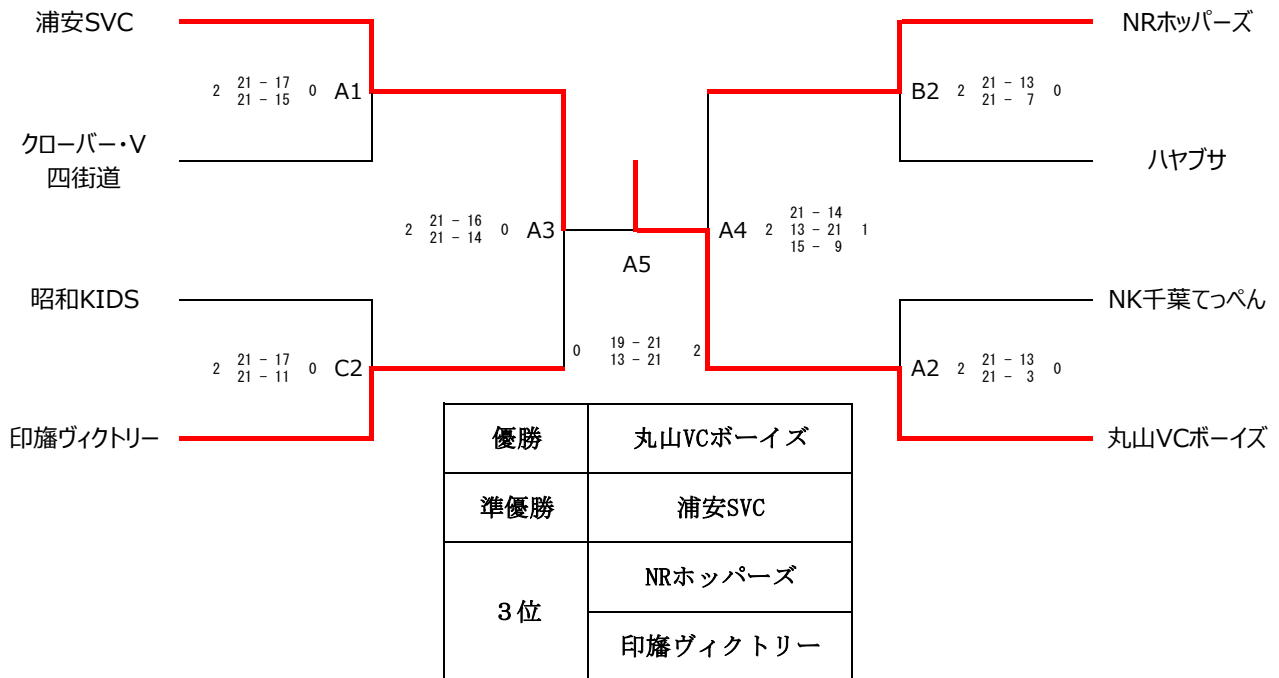 浦安SVC
NRホッパーズ
2 21 - 17 0 A1
21 - 15
B2 2 21 - 13 0
21 - 7
クローバー・V
四街道
ハヤブサ
2 21 - 16 0 A3
21 - 14
A4 2 21 - 14 1
13 - 21
15 - 9
A5
昭和KIDS
NK千葉てっぺん
2 21 - 17 0 C2
21 - 11
0 19 - 21 2
13 - 21
A2 2 21 - 13 0
21 - 3
印旛ヴィクトリー
丸山VCボーイズ
優勝 丸山VCボーイズ
準優勝 浦安SVC
３位 NRホッパーズ
印旛ヴィクトリー